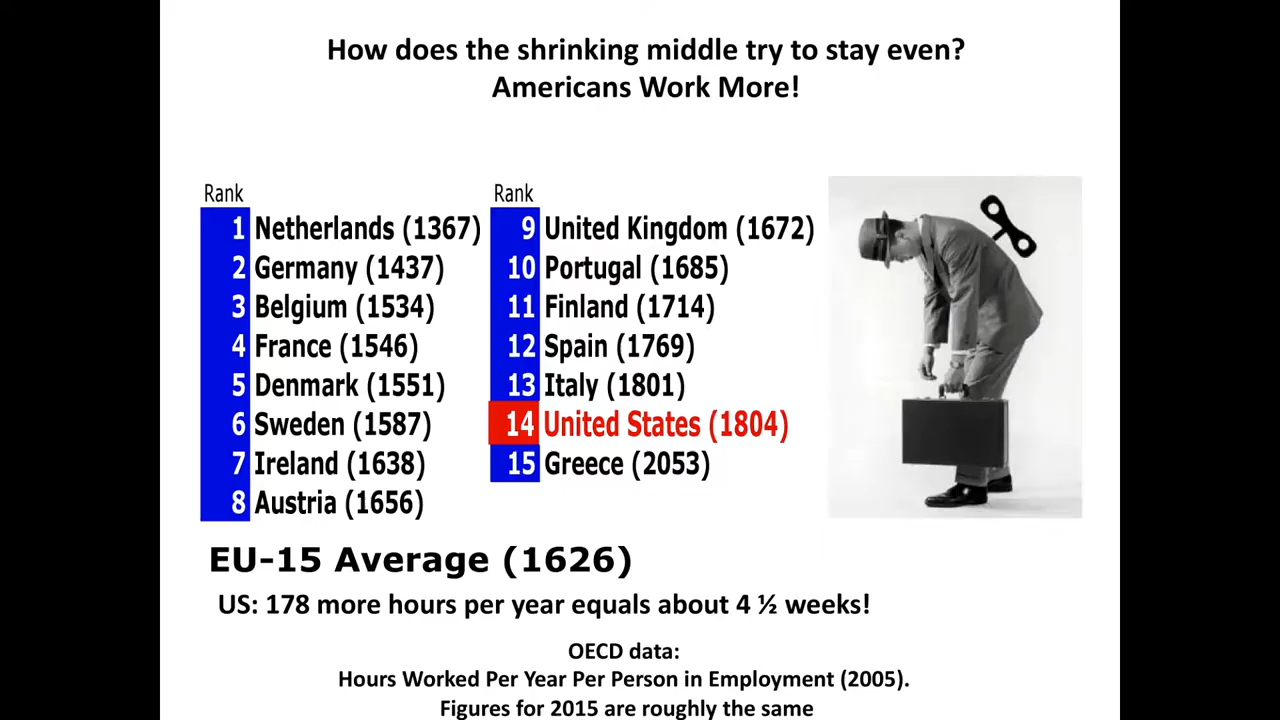 How does the shrinking middle try to stay even?
Americans Work More!
Rank
1 Netherlands (1367)
2 Germany (1437)
3 Belgium (1534)
4 France (1546)
5 Denmark (1551)
6 Sweden (1587)
7 Ireland (1638)
8 Austria (1656)
Rank
9 United Kingdom (1672)
10 Portugal (1685)
11 Finland (1714)
12 Spain (1769)
13 Italy (1801)
14 United States (1804)
15 Greece (2053)
EU-15 Average (1626)
US: 178 more hours per year equals about 4 ½ weeks!
OECD data:
Hours Worked Per Year Per Person in Employment (2005).
Figures for 2015 are roughly the same